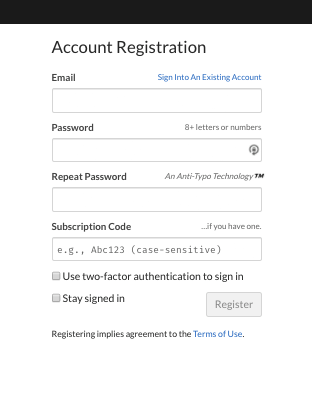 Account Registration
Email Sign Into An Existing Account
Password 8+ letters or numbers
Repeat Password An Anti-Typo Technology™
Subscription Code ...if you have one.
e.g., Abc123 (case-sensitive)
Use two-factor authentication to sign in
Stay signed in Register
Registering implies agreement to the Terms of Use.